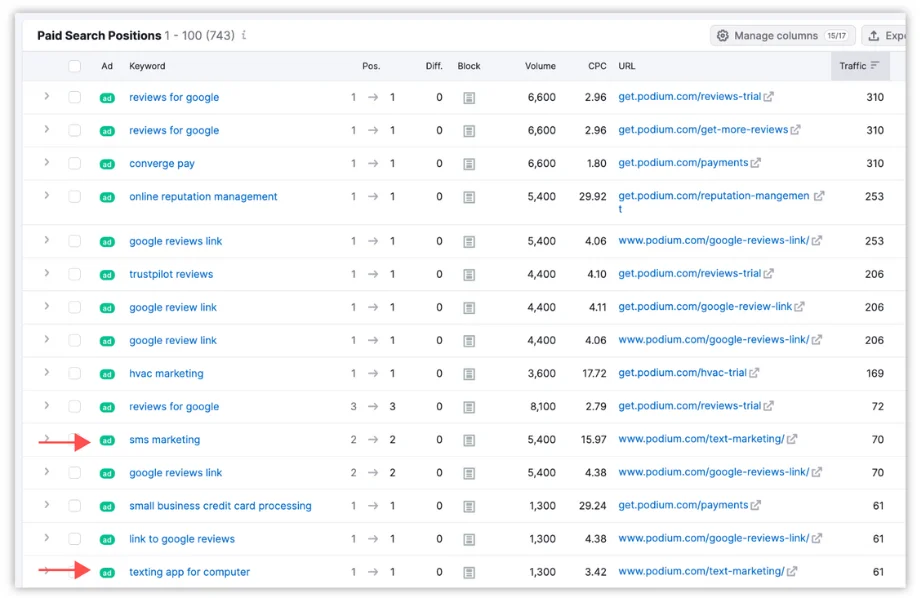 Paid Search Positions 1 - 100 (743) i Manage columns 15/17 Expo
Ad Keyword Pos. Diff. Block Volume CPC URL Traffic
ad reviews for google 1 → 1 0 6,600 2.96 get.podium.com/reviews-trial 310
ad reviews for google 1 → 1 0 6,600 2.96 get.podium.com/get-more-reviews 310
ad converge pay 1 → 1 0 6,600 1.80 get.podium.com/payments 310
ad online reputation management 1 → 1 0 5,400 29.92 get.podium.com/reputation-mangemen 253
t
ad google reviews link 1 → 1 0 5,400 4.06 www.podium.com/google-reviews-link/ 253
ad trustpilot reviews 1 → 1 0 4,400 4.10 get.podium.com/reviews-trial 206
ad google review link 1 → 1 0 4,400 4.11 get.podium.com/google-review-link 206
ad google review link 1 → 1 0 4,400 4.06 www.podium.com/google-reviews-link/ 206
ad hvac marketing 1 → 1 0 3,600 17.72 get.podium.com/hvac-trial 169
ad reviews for google 3 → 3 0 8,100 2.79 get.podium.com/reviews-trial 72
ad sms marketing 2 → 2 0 5,400 15.97 www.podium.com/text-marketing/ 70
ad google reviews link 2 → 2 0 5,400 4.38 www.podium.com/google-reviews-link/ 70
ad small business credit card processing 1 → 1 0 1,300 29.24 get.podium.com/payments 61
ad link to google reviews 1 → 1 0 1,300 4.38 www.podium.com/google-reviews-link/ 61
ad texting app for computer 1 → 1 0 1,300 3.42 www.podium.com/text-marketing/ 61